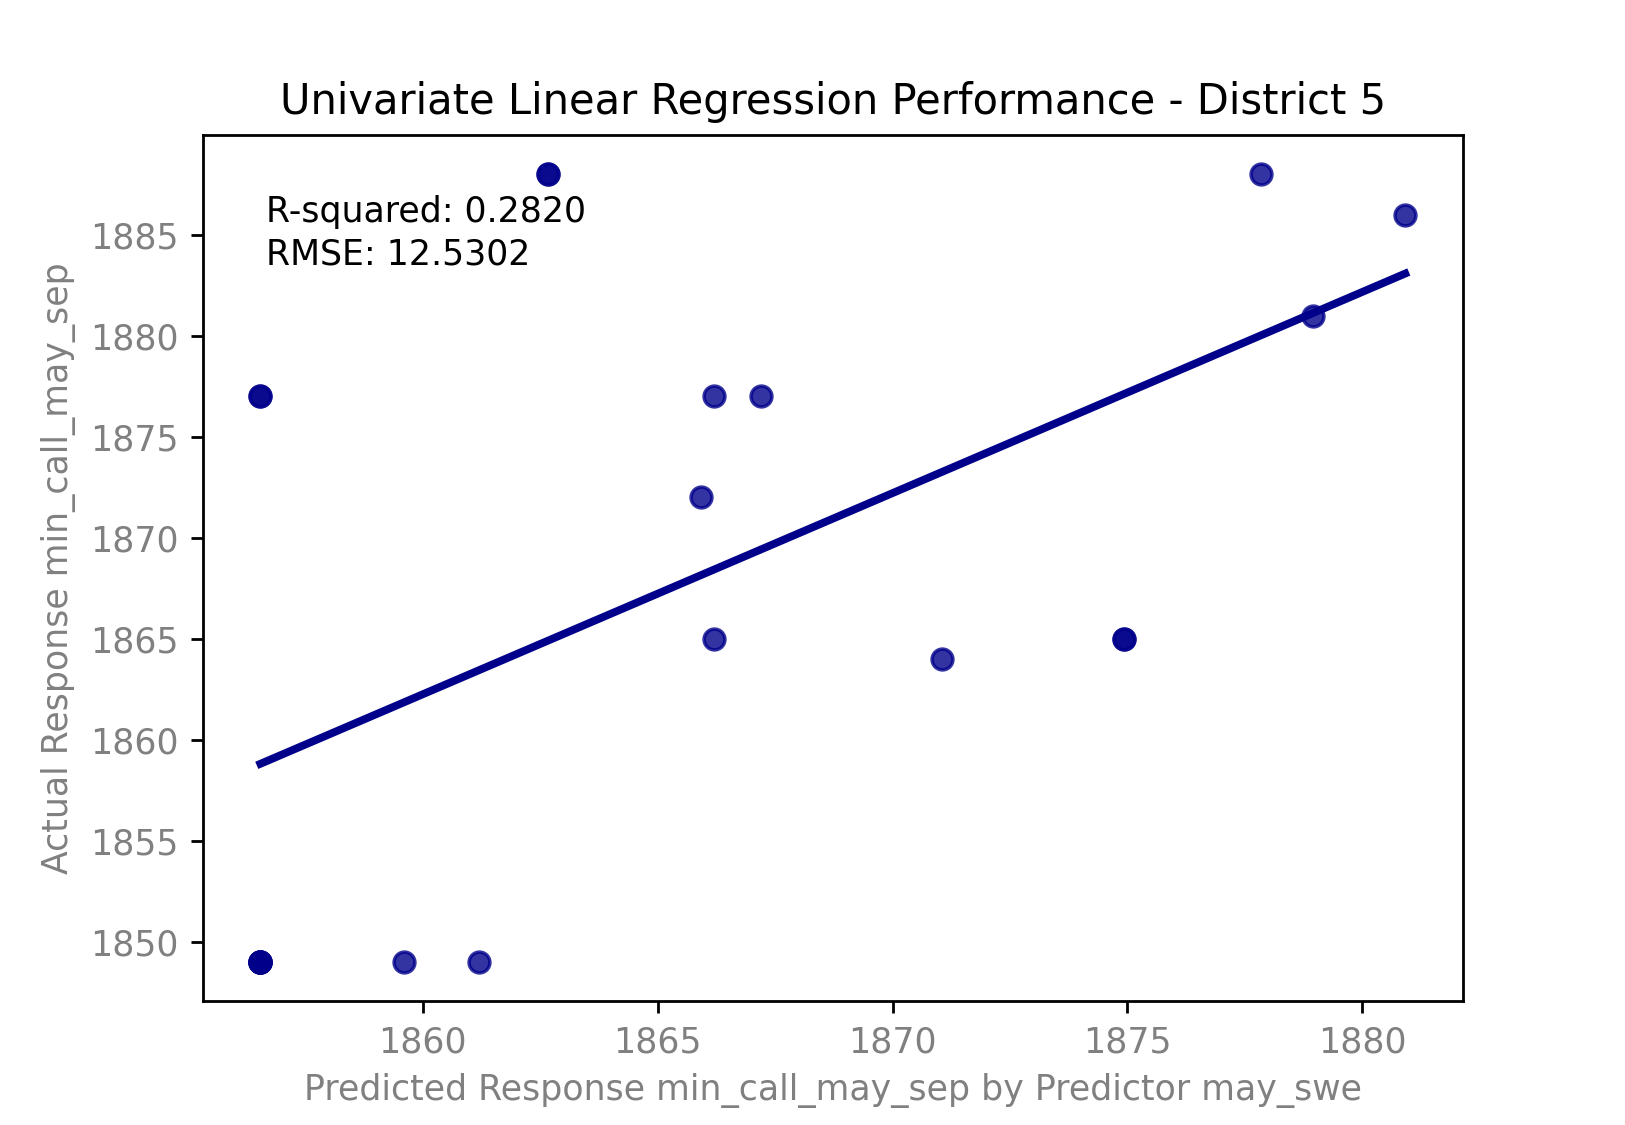 Univariate Linear Regression Performance - District 5
R-squared: 0.2820
RMSE: 12.5302
Actual Response min_call_may_sep
1885
1880
1875
1870
1865
1860
1855
1850
1860 1865 1870 1875 1880
Predicted Response min_call_may_sep by Predictor may_swe